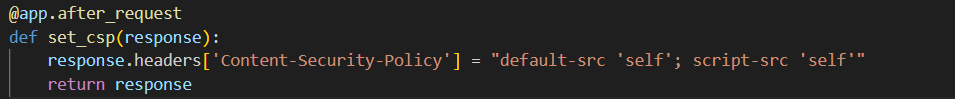 @app.after_request
def set_csp(response):
    response.headers['Content-Security-Policy'] = "default-src 'self'; script-src 'self'"
    return response